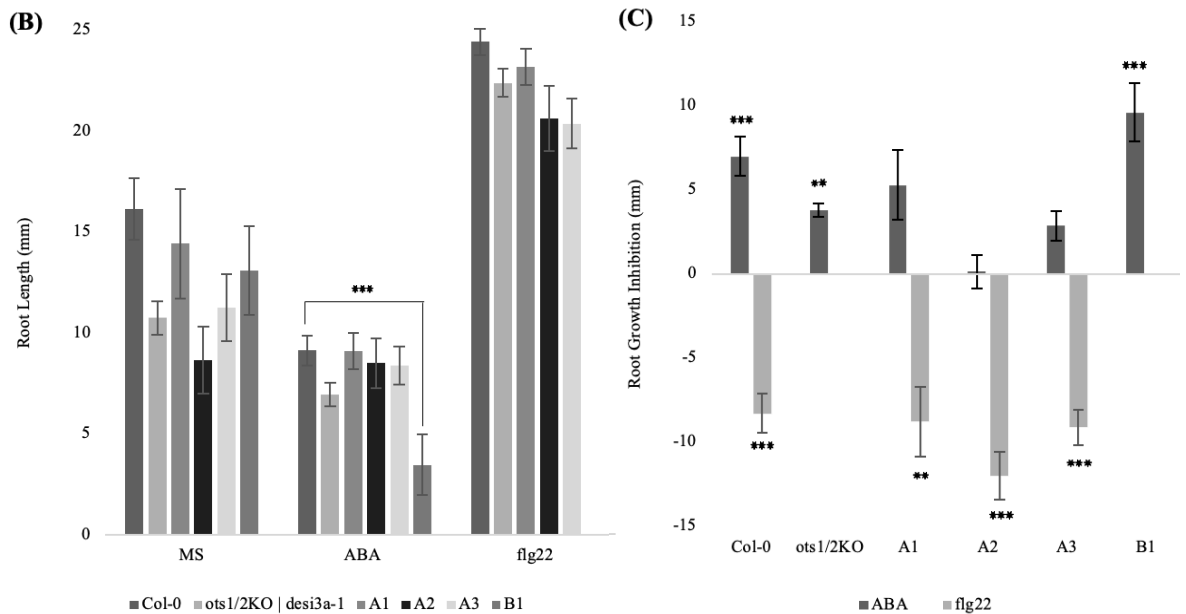 (B)
Root Length (mm)
25
20
15
10
5
0
***
MS
ABA
flg22
Col-0
ots1/2KO | desi3a-1
A1
A2
A3
B1
(C)
Root Growth Inhibition (mm)
15
10
5
0
-5
-10
-15
***
**
***
***
**
***
***
Col-0
ots1/2KO
A1
A2
A3
B1
ABA
flg22